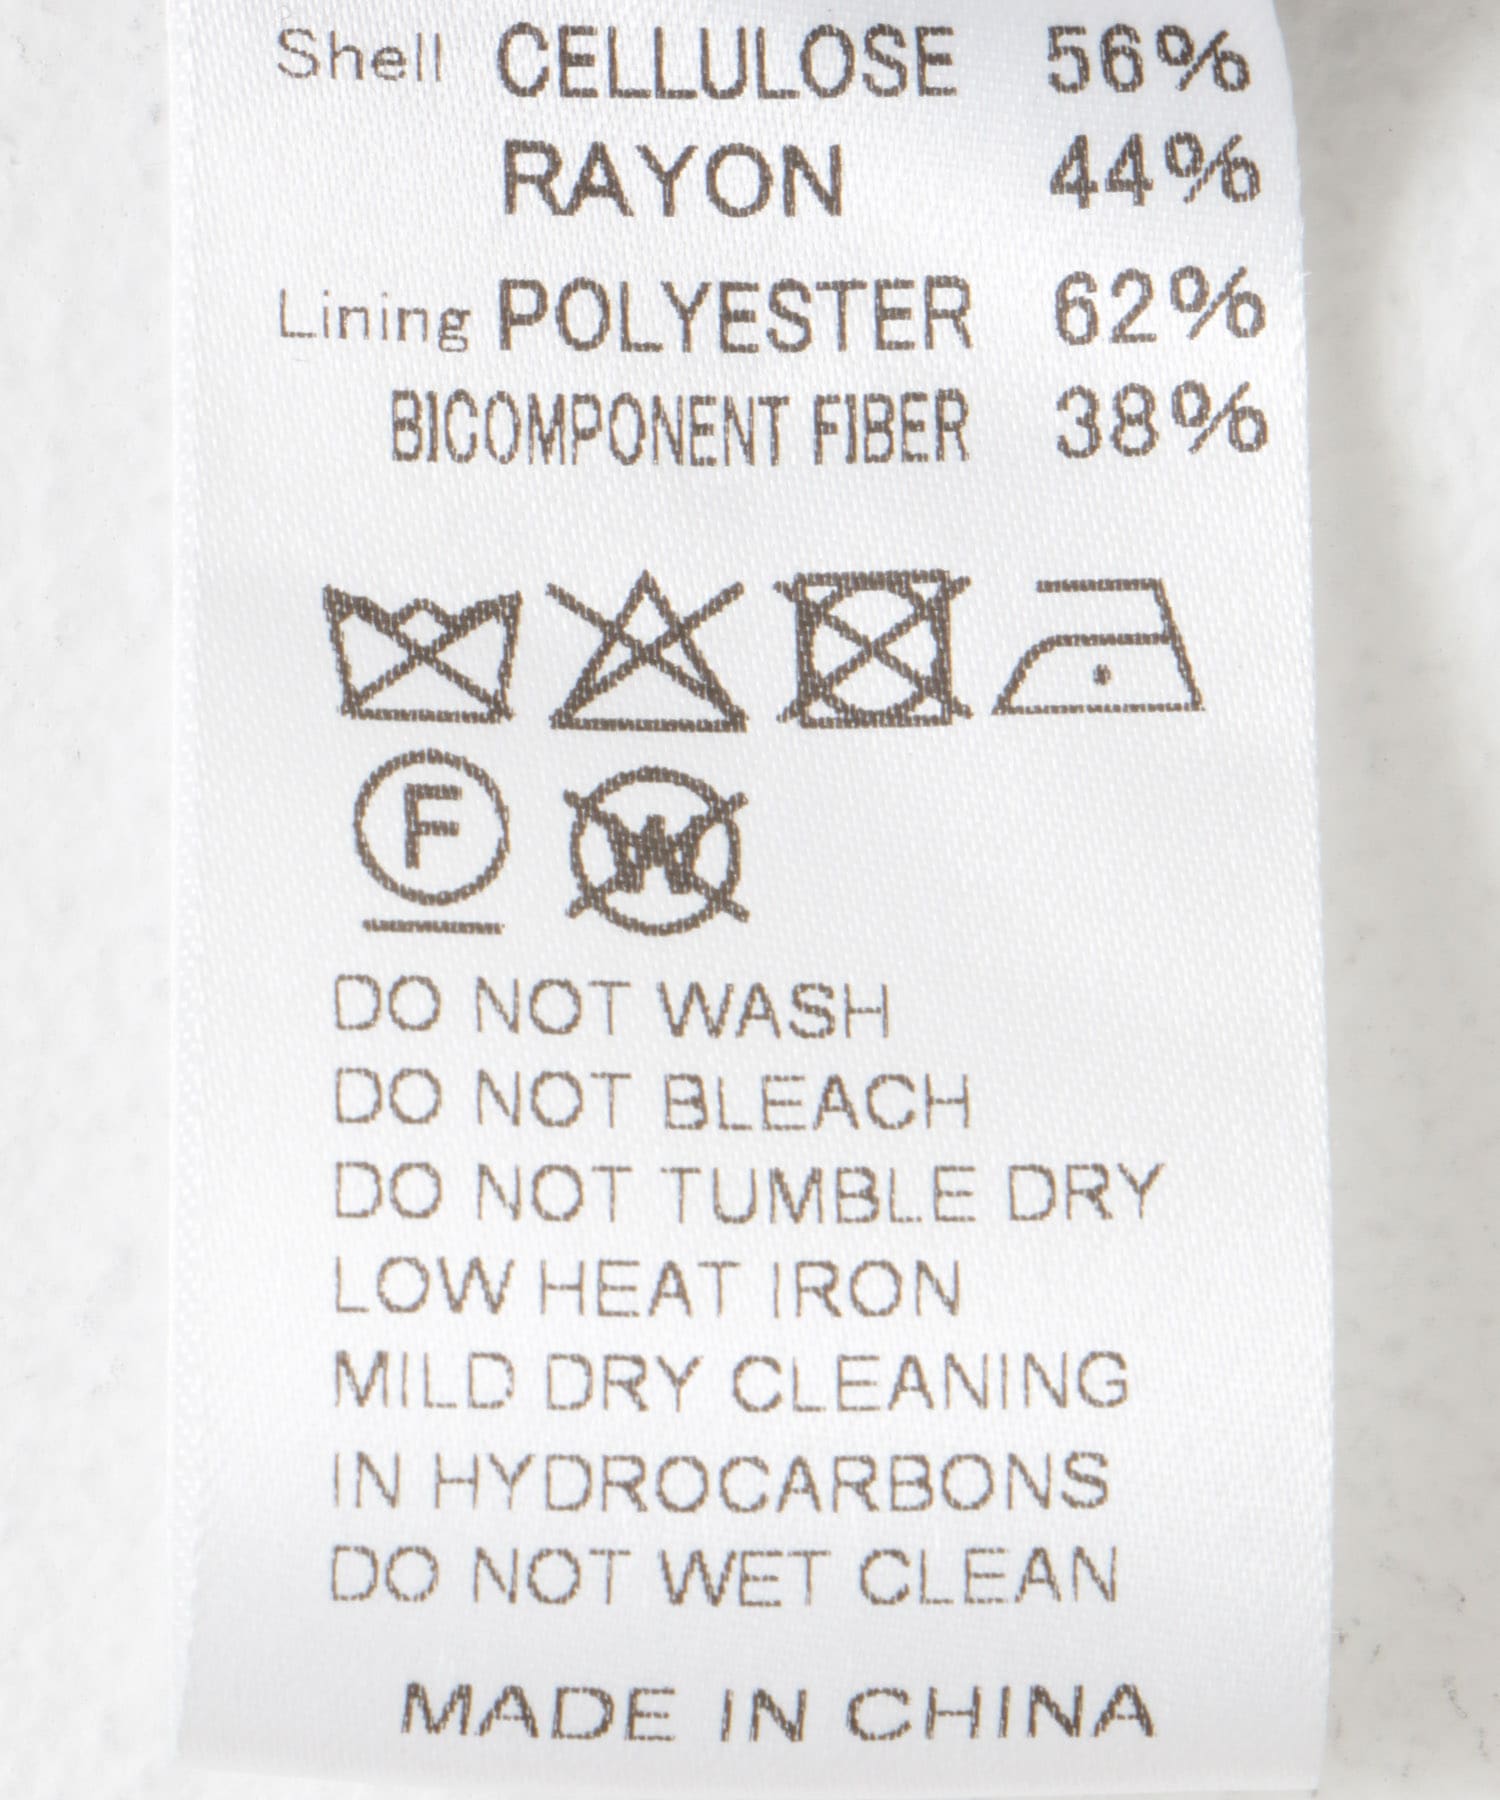 Shell CELLULOSE 56%
RAYON 44%
Lining POLYESTER 62%
BICOMPONENT FIBER 38%
F W
DO NOT WASH
DO NOT BLEACH
DO NOT TUMBLE DRY
LOW HEAT IRON
MILD DRY CLEANING
IN HYDROCARBONS
DO NOT WET CLEAN
MADE IN CHINA